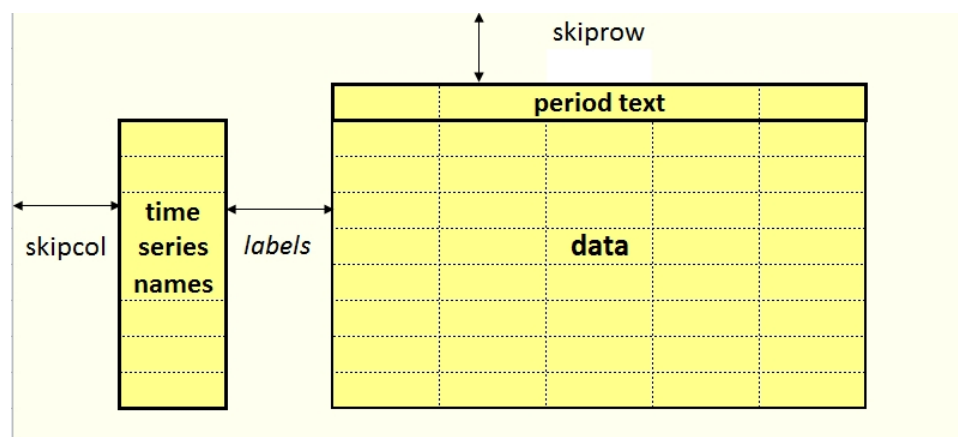 skiprow
period text
time
series
names
skipcol
labels
data